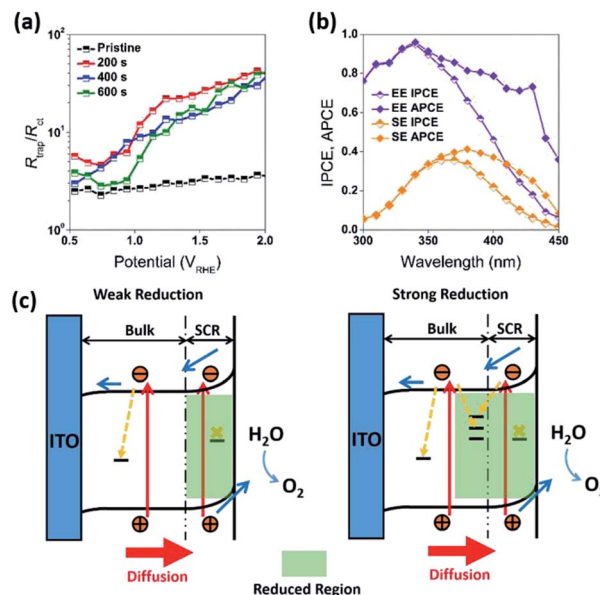 (a)
Pristine
200 s
400 s
600 s
R_trap/R_ct
10²
10¹
10⁰
0.5 1.0 1.5 2.0
Potential (V_RHE)
(b)
EE IPCE
EE APCE
SE IPCE
SE APCE
IPCE, APCE
1.0
0.8
0.6
0.4
0.2
0.0
300 350 400 450
Wavelength (nm)
(c)
Weak Reduction
Bulk
SCR
ITO
H₂O
O₂
Diffusion
Strong Reduction
Bulk
SCR
ITO
H₂O
O₂
Diffusion
Reduced Region